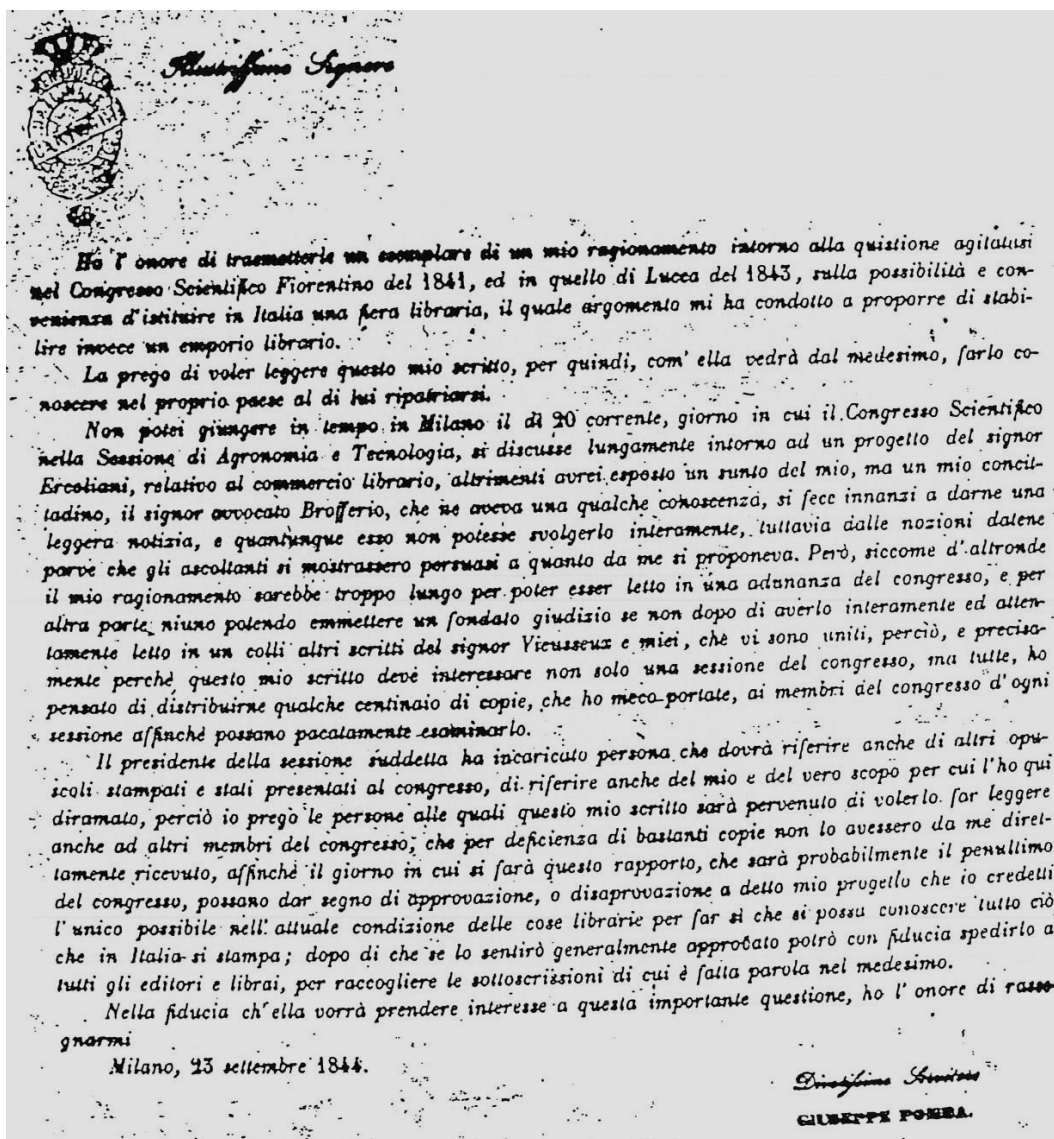 Illustrissimo Signore
Ho l'onore di trasmetterle un esemplare di un mio ragionamento intorno alla quistione agitatasi
nel Congresso Scientifico Fiorentino del 1841, ed in quello di Lucca del 1843, sulla possibilità e con-
venienza d'istituire in Italia una fiera libraria, il quale argomento mi ha condotto a proporre di stabi-
lire invece un emporio librario.
La prego di voler leggere questo mio scritto, per quindi, com' ella vedrà dal medesimo, farlo co-
noscere nel proprio paese al di lui ripatriarsi.
Non potei giungere in tempo in Milano il dì 20 corrente, giorno in cui il Congresso Scientifico
nella Sessione di Agronomia e Tecnologia, si discusse lungamente intorno ad un progetto del signor
Ercoliani, relativo al commercio librario, altrimenti avrei esposto un sunto del mio, ma un mio concit-
tadino, il signor avvocato Brofferio, che ne aveva una qualche conoscenza, si fece innanzi a darne una
leggera notizia, e quantunque esso non potesse svolgerlo interamente, tuttavia dalle nozioni datene
parve che gli ascoltanti si mostrassero persuasi a quanto da me si proponeva. Però, siccome d'altronde
il mio ragionamento sarebbe troppo lungo per poter esser letto in una adunanza del congresso, e per
altra parte niuno potendo emmettere un fondato giudizio se non dopo di averlo interamente ed atten-
tamente letto in un colli altri scritti del signor Vieusseux e miei, che vi sono uniti, perciò, e precisa-
mente perchè questo mio scritto deve interessare non solo una sessione del congresso, ma tutte, ho
pensato di distribuirne qualche centinaio di copie, che ho meco portate, ai membri del congresso d'ogni
sessione affinchè possano pacatamente esaminarlo.
Il presidente della sessione suddetta ha incaricato persona che dovrà riferire anche di altri opu-
scoli stampati e stati presentati al congresso, di riferire anche del mio e del vero scopo per cui l'ho qui
diramato, perciò io prego le persone alle quali questo mio scritto sarà pervenuto di volerlo far leggere
anche ad altri membri del congresso, che per deficienza di bastanti copie non lo avessero da me diret-
tamente ricevuto, affinchè il giorno in cui si farà questo rapporto, che sarà probabilmente il penultimo
del congresso, possano dar segno di approvazione, o disaprovazione a detto mio progetto che io credetti
l'unico possibile nell'attuale condizione delle cose librarie per far sì che si possa conoscere tutto ciò
che in Italia si stampa; dopo di che se lo sentirò generalmente approvato potrò con fiducia spedirlo a
tutti gli editori e librai, per raccogliere le sottoscrissioni di cui è fatta parola nel medesimo.
Nella fiducia ch'ella vorrà prendere interesse a questa importante questione, ho l'onore di rasse-
gnarmi
Milano, 23 settembre 1844.
Divotissimo Servitore
GIUSEPPE POMBA.